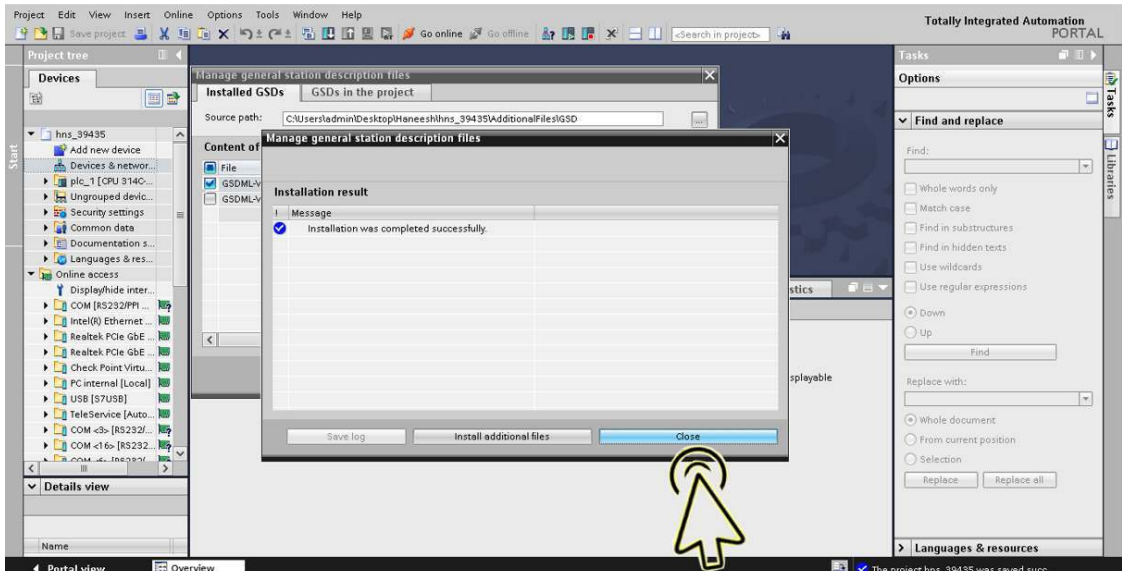 Project Edit View Insert Online Options Tools Window Help
Totally Integrated Automation
PORTAL
Save project
Go online
Go offline
<Search in project>
Project tree
Devices
hns_39435
Add new device
Devices & networ...
plc_1 [CPU 314C-...
Ungrouped devic...
Security settings
Common data
Documentation s...
Languages & res...
Online access
Display/hide inter...
COM [RS232/PPI ...
Intel(R) Ethernet ...
Realtek PCIe GbE ...
Realtek PCIe GbE ...
Check Point Virtu...
PC internal [Local]
USB [S7USB]
TeleService [Auto...
COM <3> [RS232/...
COM <16> [RS232...
Details view
Name
Start
Manage general station description files
Installed GSDs
GSDs in the project
Source path:
C:\Users\admin\Desktop\Haneesh\hns_39435\AdditionalFiles\GSD
Content of
File
GSDML-V
GSDML-V
Manage general station description files
Installation result
! Message
Installation was completed successfully.
Save log
Install additional files
Close
stics
splayable
Tasks
Options
Find and replace
Find:
Whole words only
Match case
Find in substructures
Find in hidden texts
Use wildcards
Use regular expressions
Down
Up
Find
Replace with:
Whole document
From current position
Selection
Replace
Replace all
Languages & resources
Tasks
Libraries
Portal view
Overview
The project hns_39435 was saved succ...